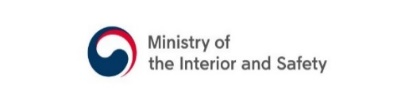 Ministry of
the Interior and Safety